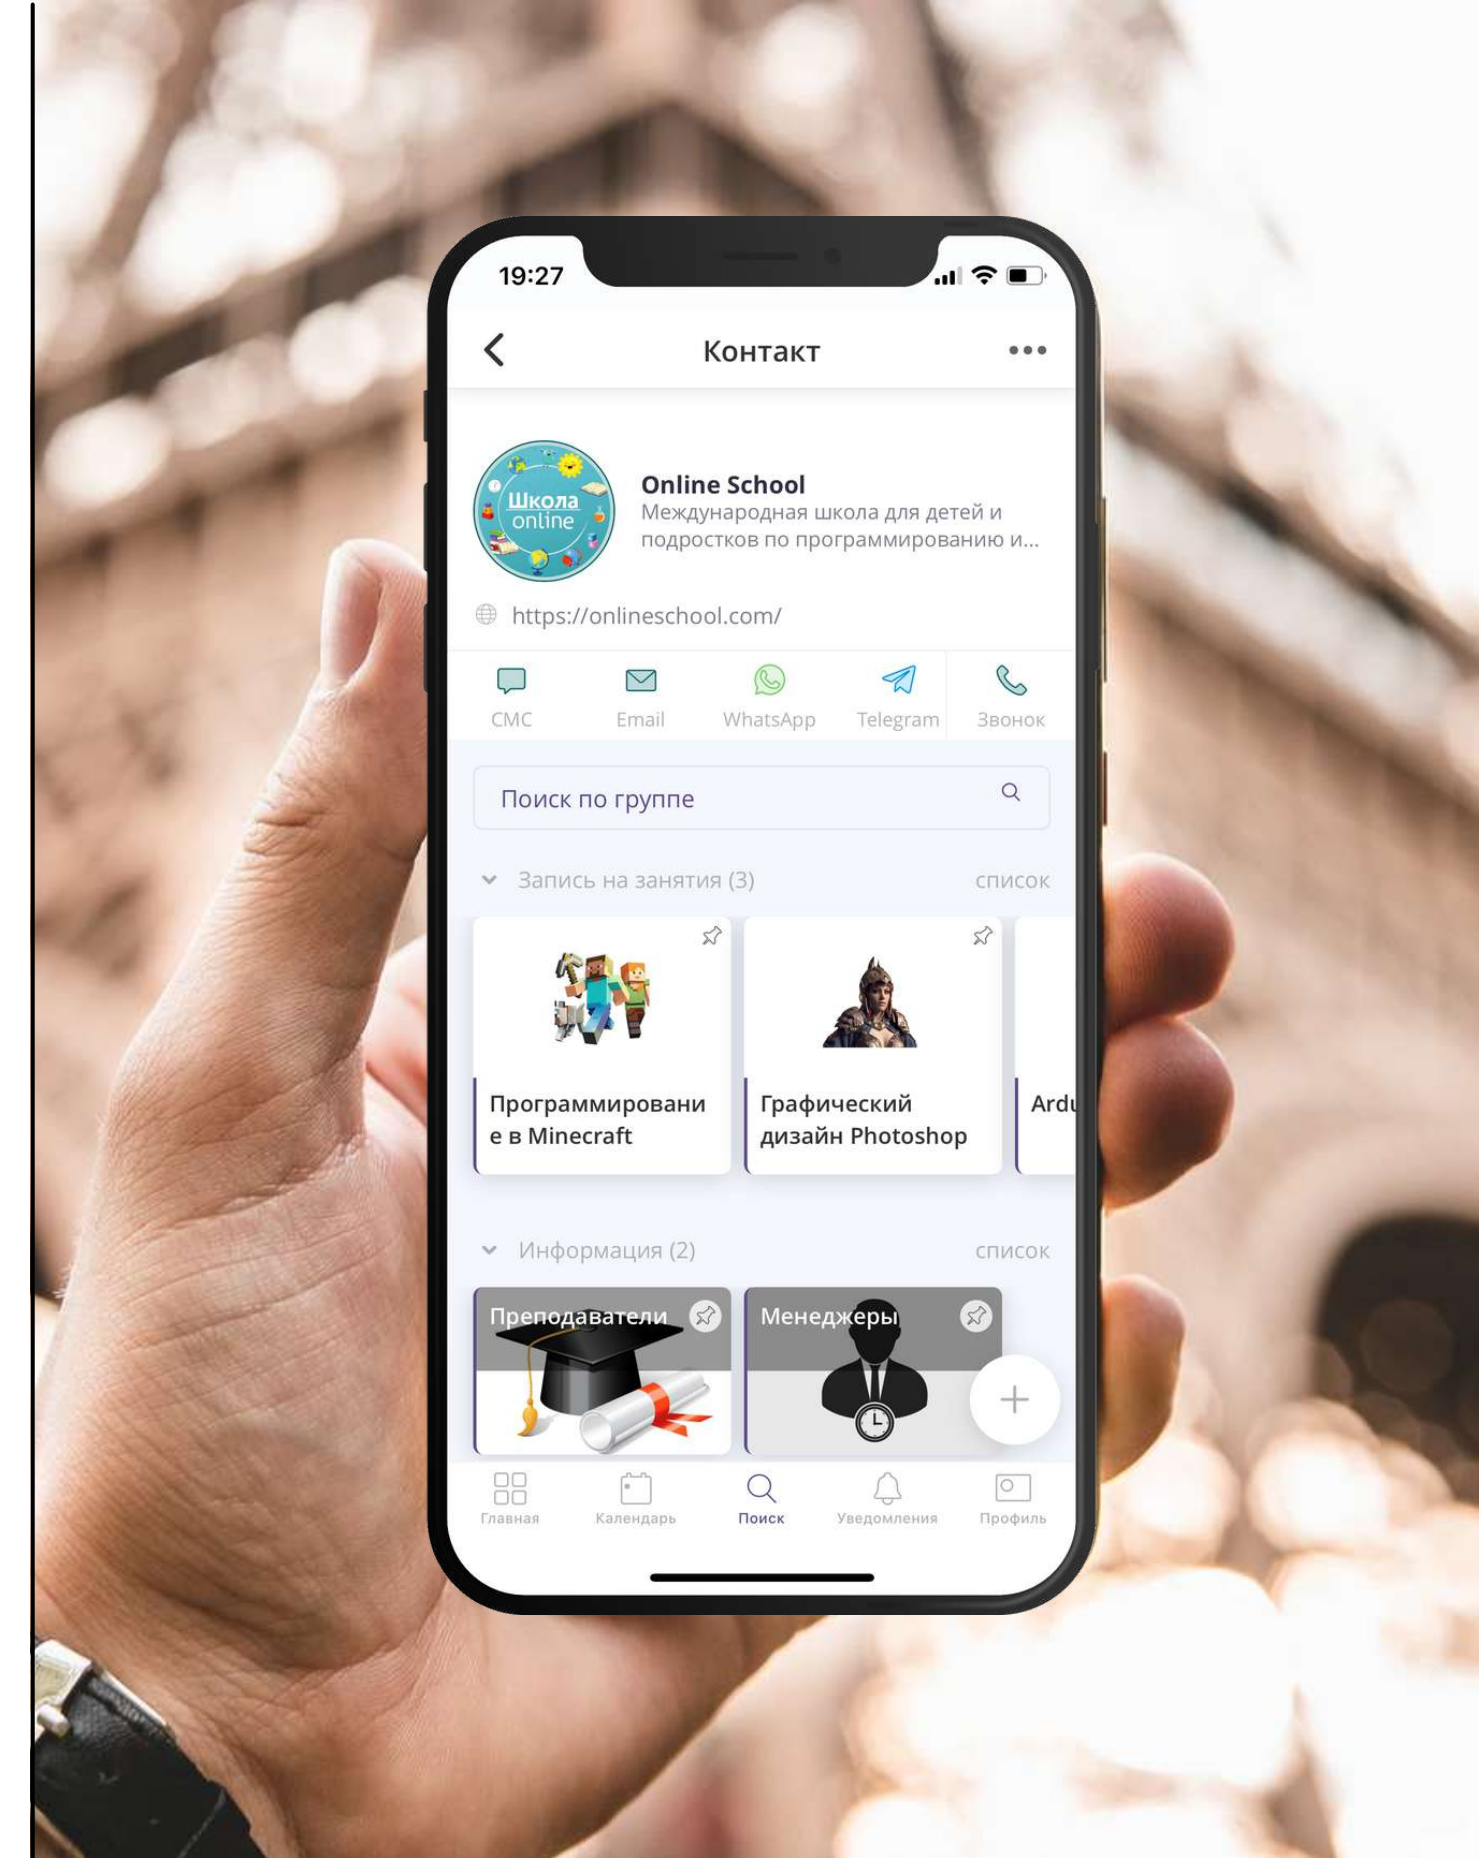 19:27
Контакт
Школа
online
Online School
Международная школа для детей и
подростков по программированию и...
https://onlineschool.com/
СМС
Email
WhatsApp
Telegram
Звонок
Поиск по группе
Запись на занятия (3)
список
Программировани
е в Minecraft
Графический
дизайн Photoshop
Ardu
Информация (2)
список
Преподаватели
Менеджеры
Главная
Календарь
Поиск
Уведомления
Профиль